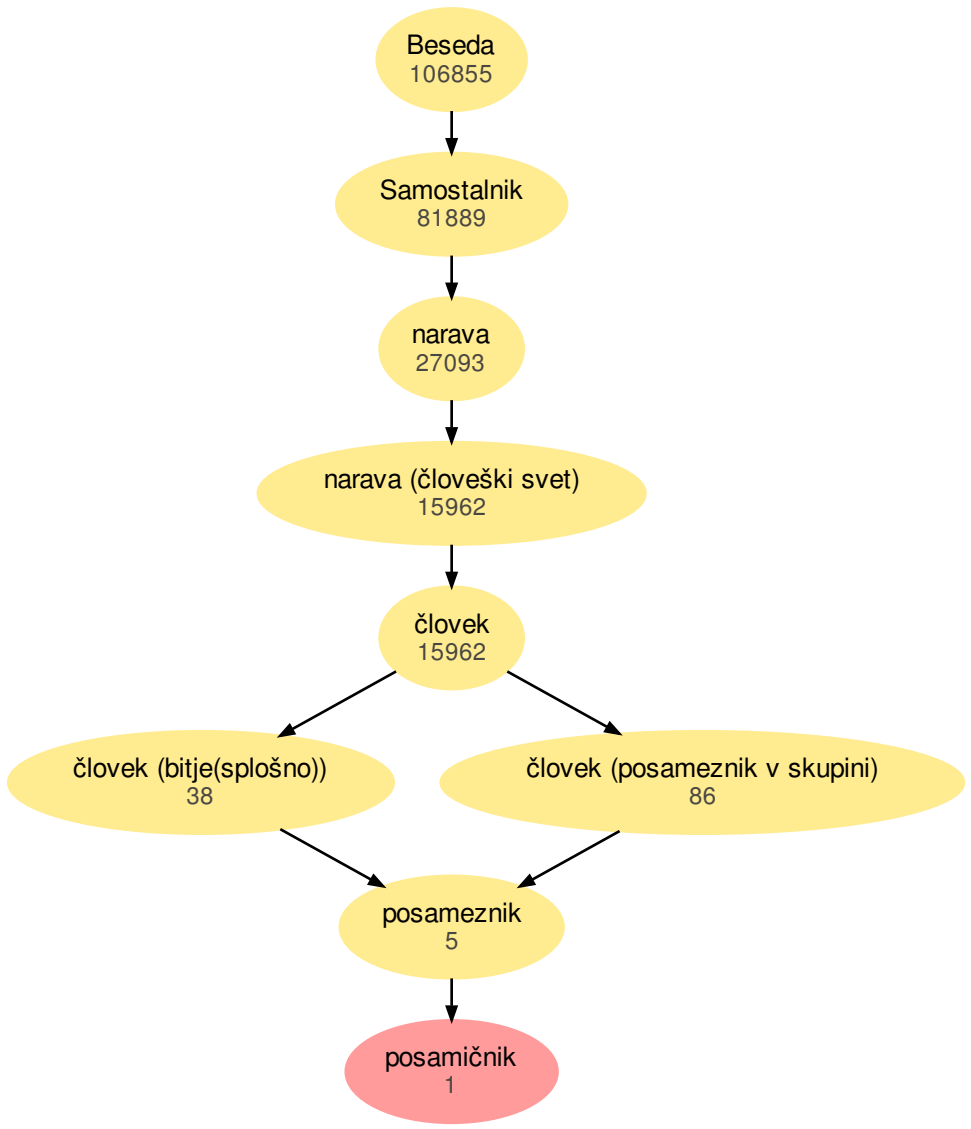 Beseda
106855
Samostalnik
81889
narava
27093
narava (človeški svet)
15962
človek
15962
človek (bitje(splošno))
38
človek (posameznik v skupini)
86
posameznik
5
posamičnik
1